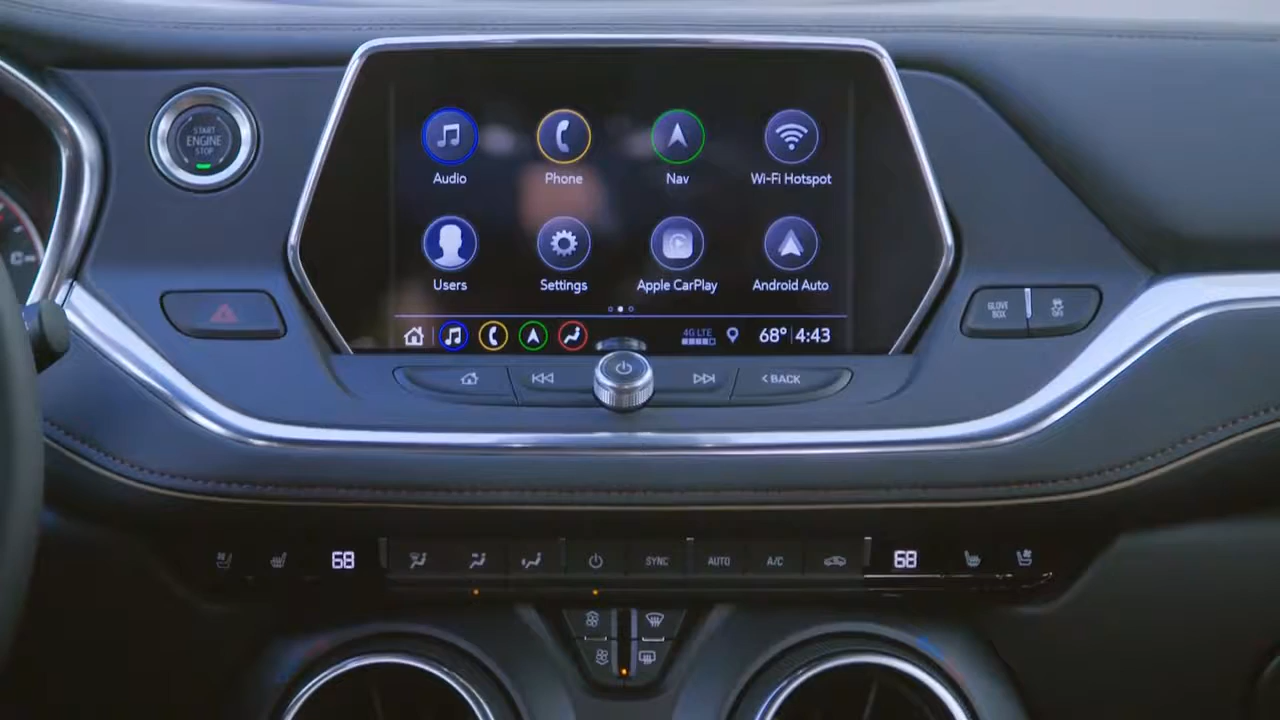 START
ENGINE
STOP
Audio
Phone
Nav
Wi-Fi Hotspot
Users
Settings
Apple CarPlay
Android Auto
4G LTE
68° 4:43
GLOVE
BOX
OFF
< BACK
68
SYNC
AUTO
A/C
68